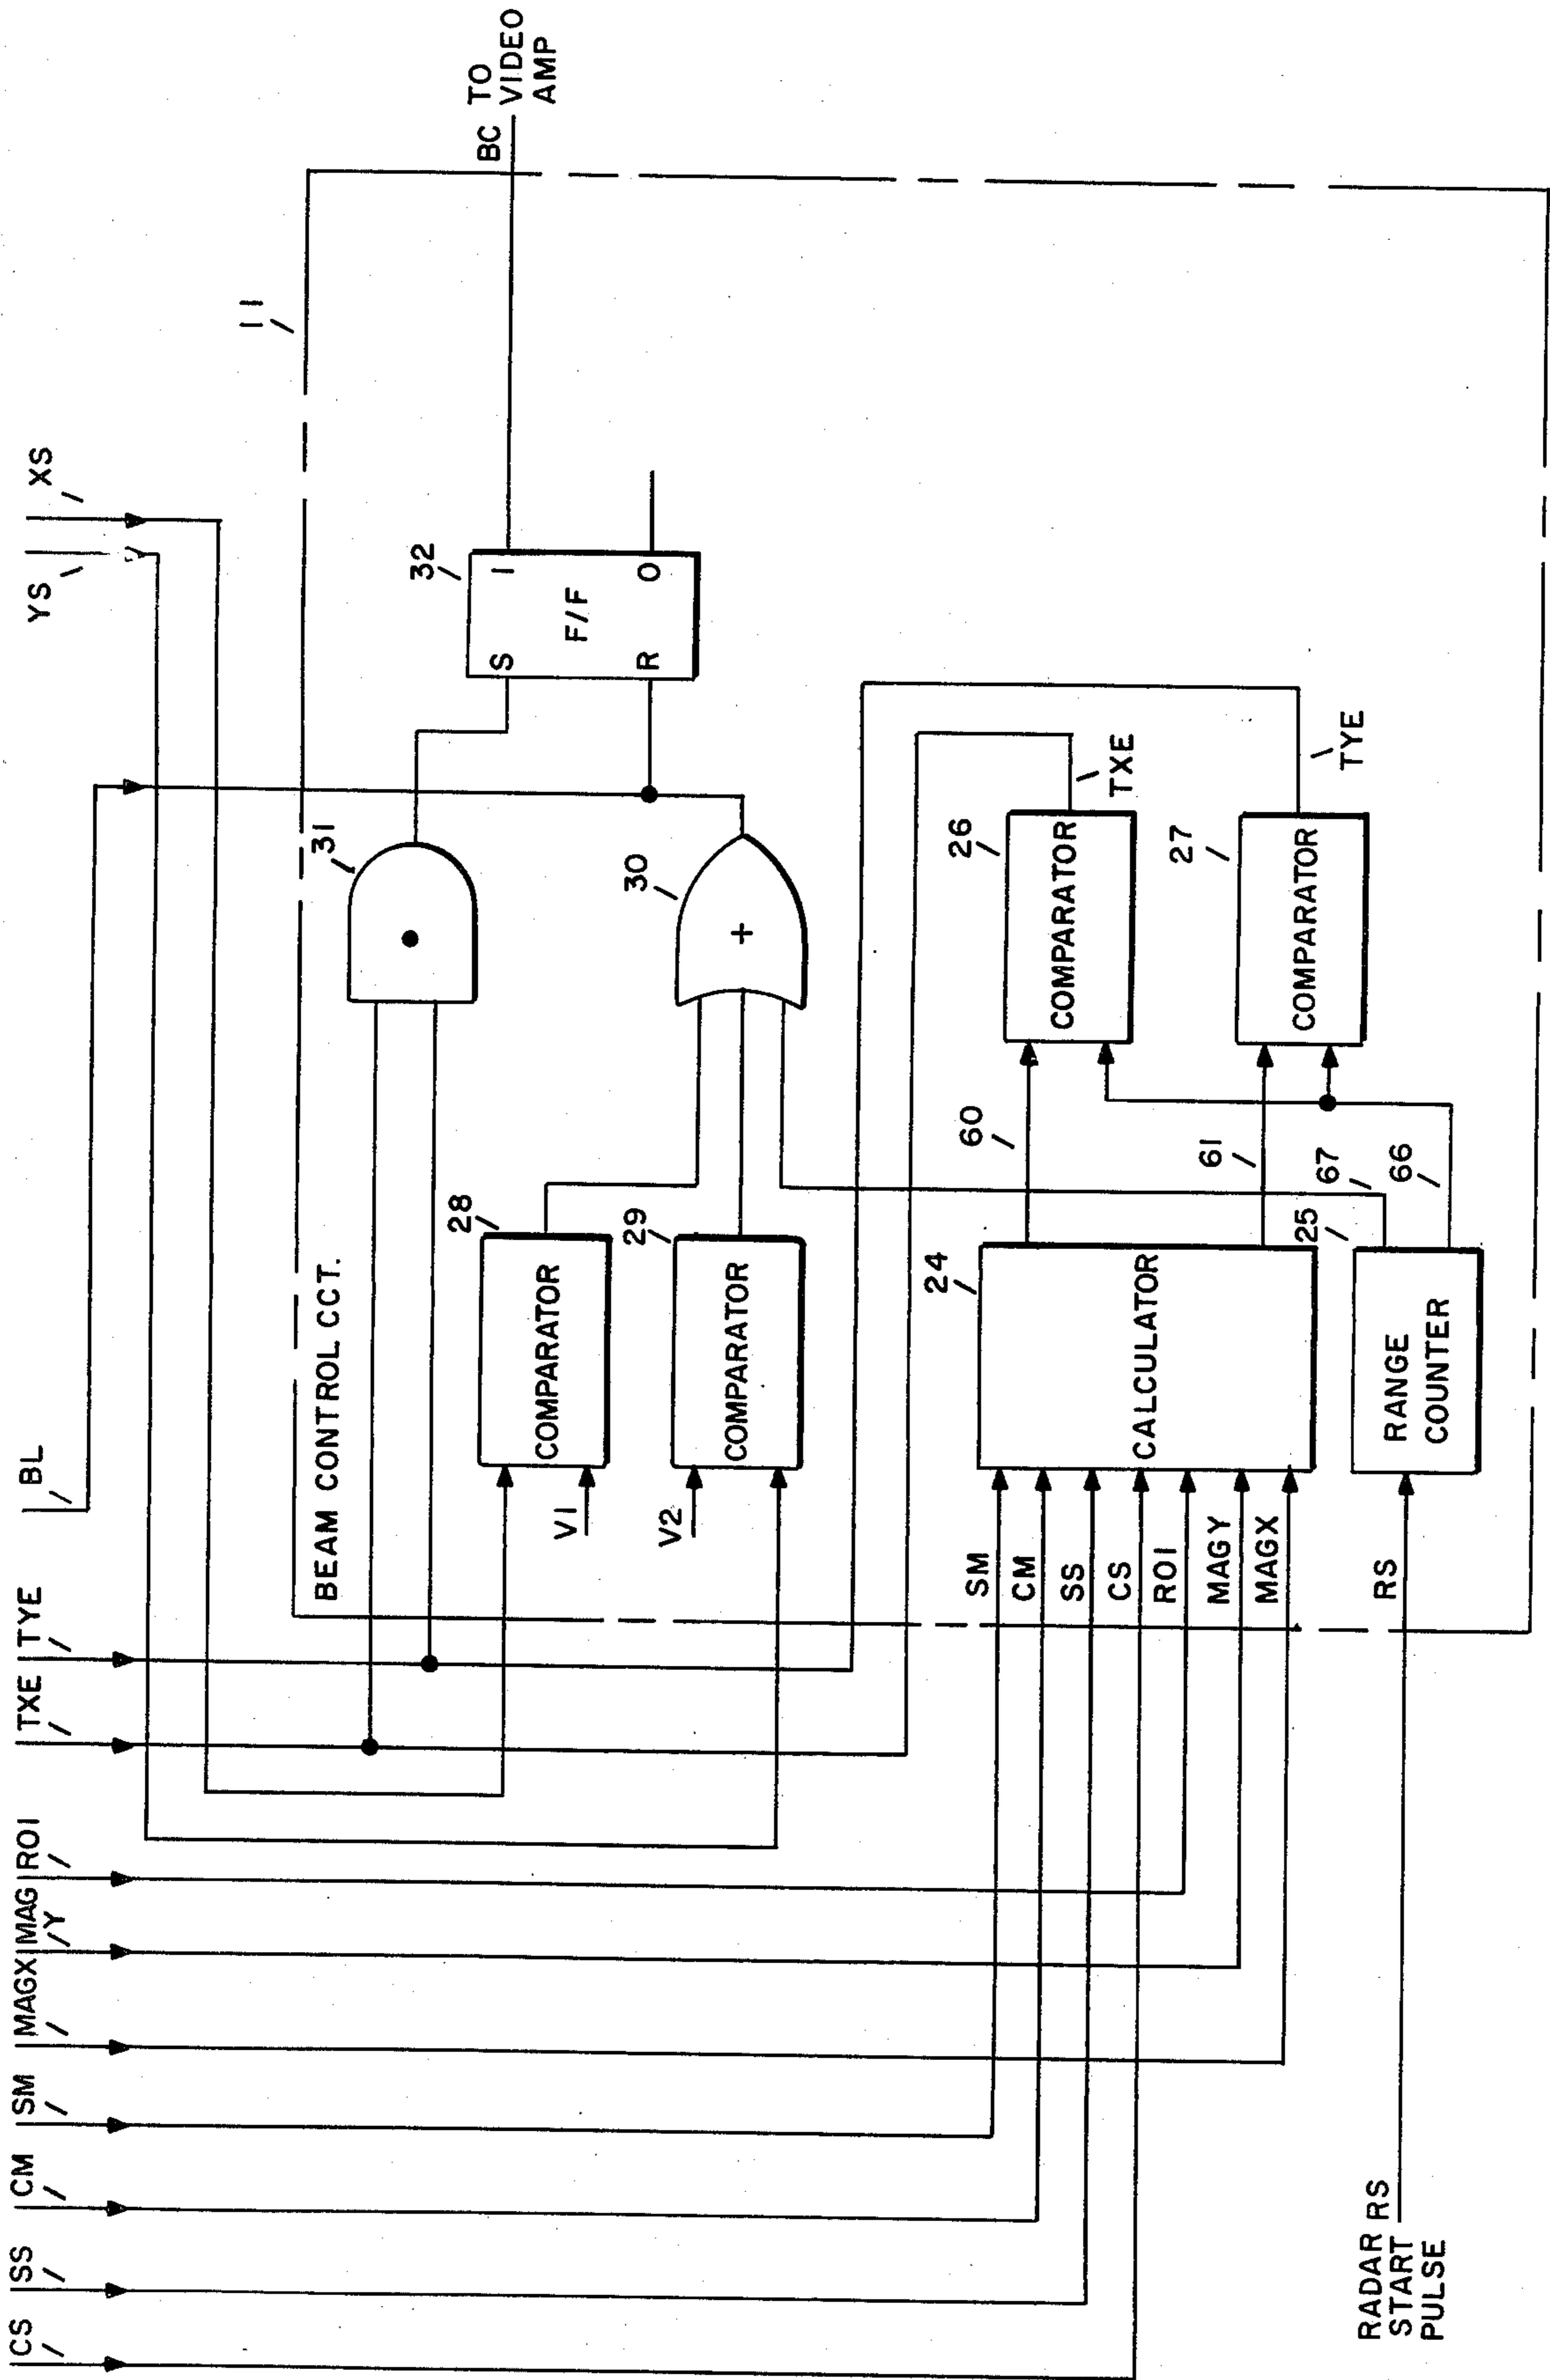 CS
SS
CM
SM
MAGX
MAG
Y
ROI
TXE
TYE
BL
YS
XS
11
BEAM CONTROL CCT.
31
32
S
1
F/F
R
0
BC
TO
VIDEO
AMP
28
COMPARATOR
V1
29
COMPARATOR
V2
30
+
24
CALCULATOR
SM
CM
SS
CS
ROI
MAGY
MAGX
60
61
26
COMPARATOR
TXE
27
COMPARATOR
TYE
25
67
66
RANGE
COUNTER
RS
RADAR
START
PULSE
RS